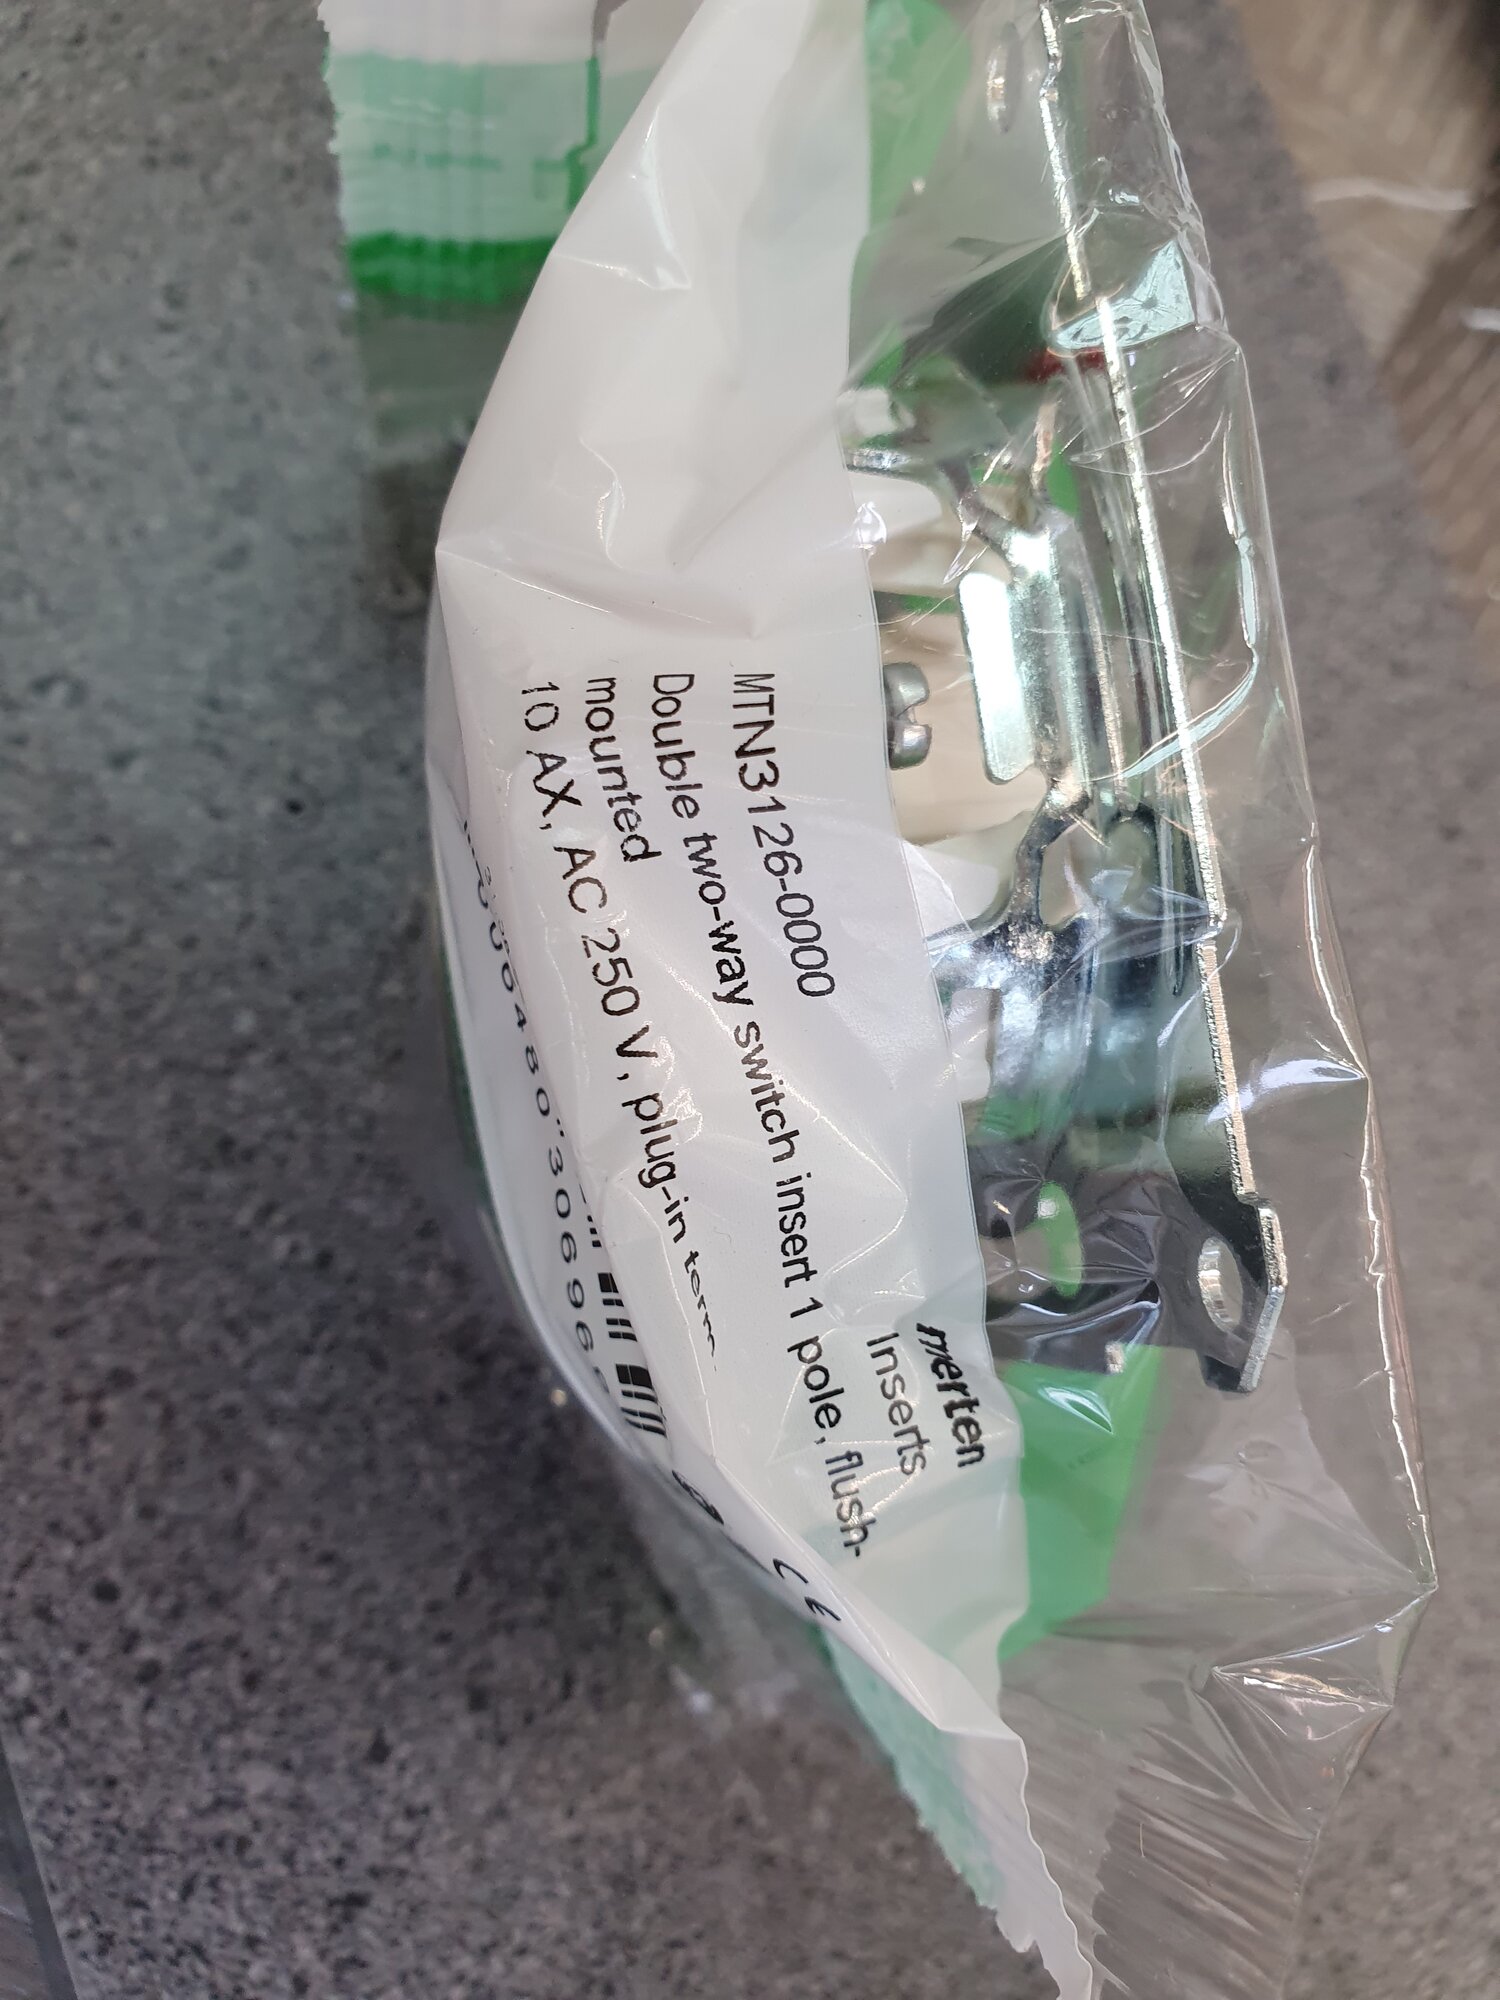 merten
Inserts
MTN3126-0000
Double two-way switch insert 1 pole, flush-
mounted
10 AX, AC 250 V, plug-in term.
CE